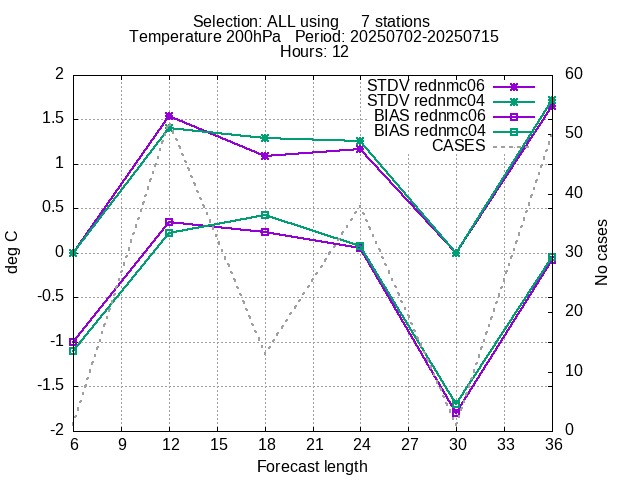 Selection: ALL using     7 stations
Temperature 200hPa   Period: 20250702-20250715
Hours: 12
STDV rednmc06
STDV rednmc04
BIAS rednmc06
BIAS rednmc04
CASES
2
1.5
1
0.5
0
-0.5
-1
-1.5
-2
deg C
60
50
40
30
20
10
0
No cases
6 9 12 15 18 21 24 27 30 33 36
Forecast length